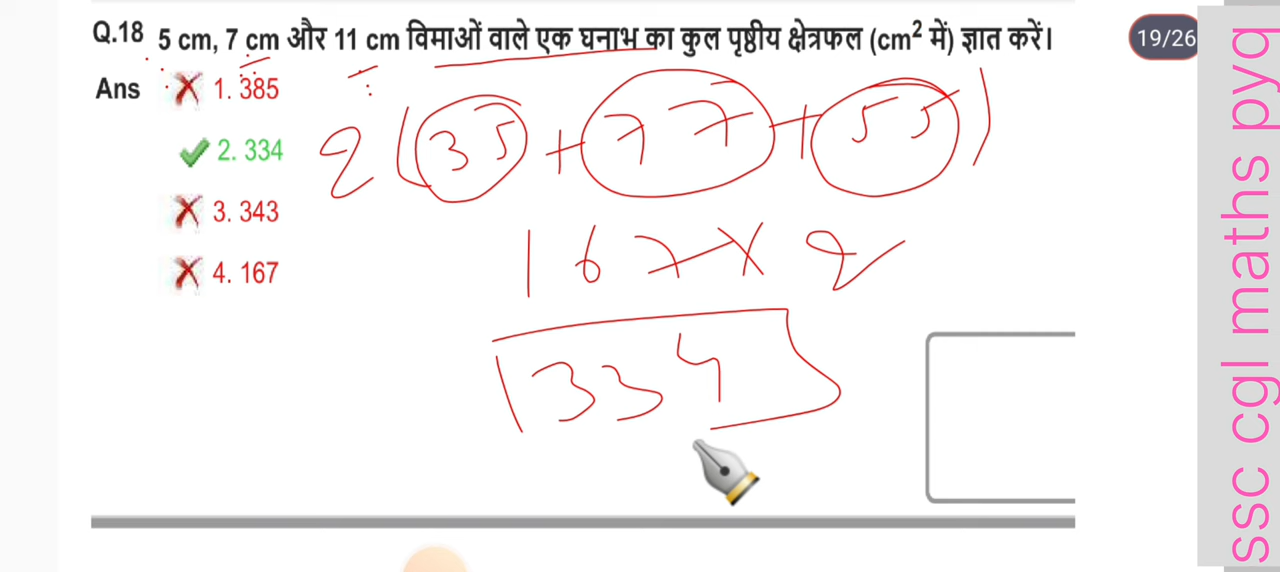 Q.18 5 cm, 7 cm और 11 cm विमाओं वाले एक घनाभ का कुल पृष्ठीय क्षेत्रफल (cm² में) ज्ञात करें।
19/26
Ans 1. 385
2. 334
3. 343
4. 167
2(35+77+55)
167×2
334
ssc cgl maths pyq